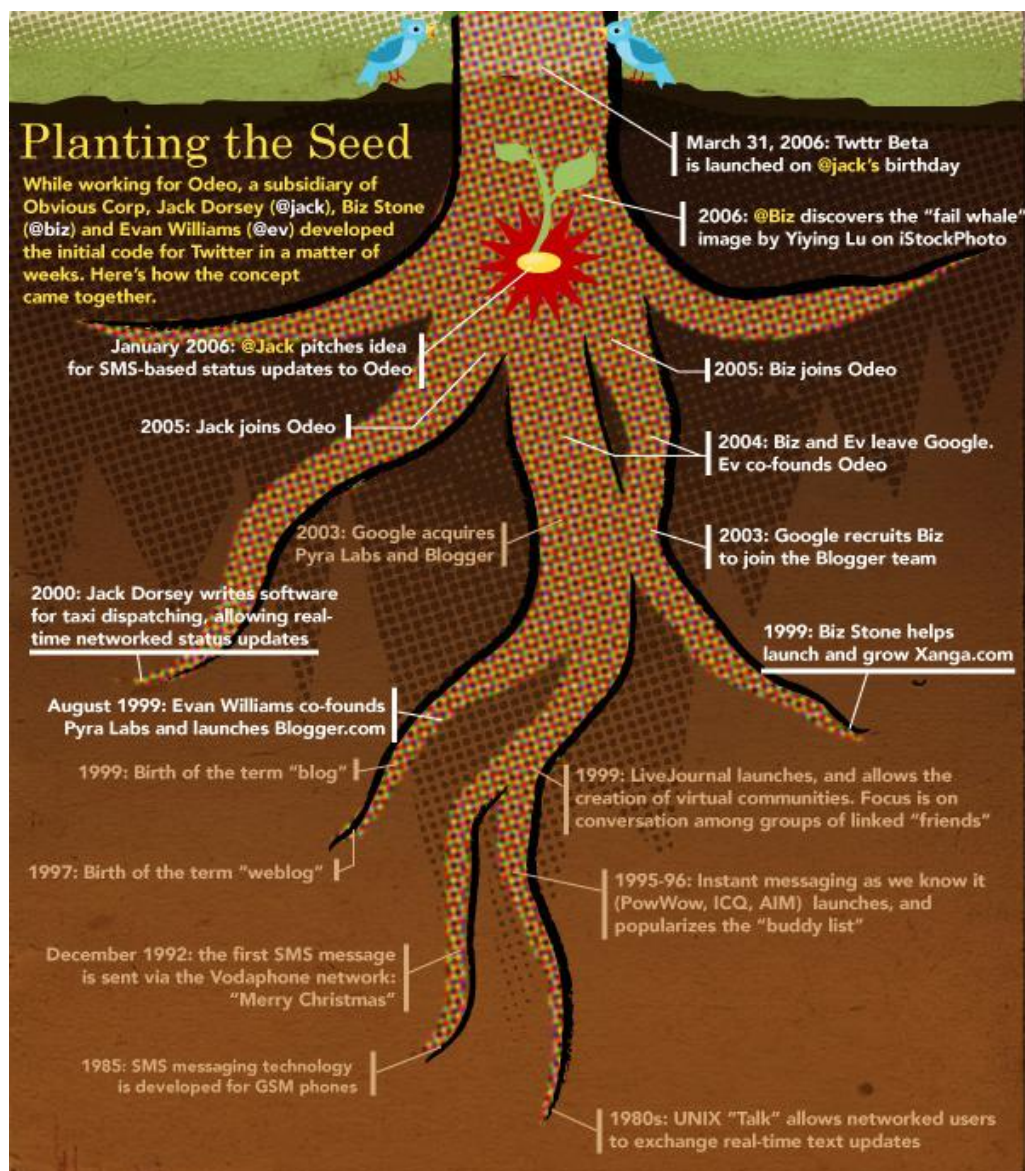 Planting the Seed
While working for Odeo, a subsidiary of
Obvious Corp, Jack Dorsey (@jack), Biz Stone
(@biz) and Evan Williams (@ev) developed
the initial code for Twitter in a matter of
weeks. Here's how the concept
came together.
March 31, 2006: Twttr Beta
is launched on @jack's birthday
2006: @Biz discovers the "fail whale"
image by Yiying Lu on iStockPhoto
January 2006: @Jack pitches idea
for SMS-based status updates to Odeo
2005: Biz joins Odeo
2005: Jack joins Odeo
2004: Biz and Ev leave Google.
Ev co-founds Odeo
2003: Google acquires
Pyra Labs and Blogger
2003: Google recruits Biz
to join the Blogger team
2000: Jack Dorsey writes software
for taxi dispatching, allowing real-
time networked status updates
1999: Biz Stone helps
launch and grow Xanga.com
August 1999: Evan Williams co-founds
Pyra Labs and launches Blogger.com
1999: Birth of the term "blog"
1999: LiveJournal launches, and allows the
creation of virtual communities. Focus is on
conversation among groups of linked "friends"
1997: Birth of the term "weblog"
1995-96: Instant messaging as we know it
(PowWow, ICQ, AIM) launches, and
popularizes the "buddy list"
December 1992: the first SMS message
is sent via the Vodaphone network:
"Merry Christmas"
1985: SMS messaging technology
is developed for GSM phones
1980s: UNIX "Talk" allows networked users
to exchange real-time text updates